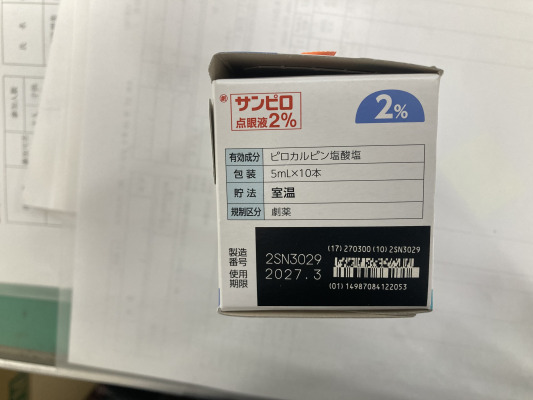 劇 サンピロ
点眼液2%
2%
有効成分 ピロカルピン塩酸塩
包装 5mL×10本
貯法 室温
規制区分 劇薬
(17) 270300 (10) 2SN3029
製造番号 2SN3029
使用期限 2027.3
(01) 14987084122053